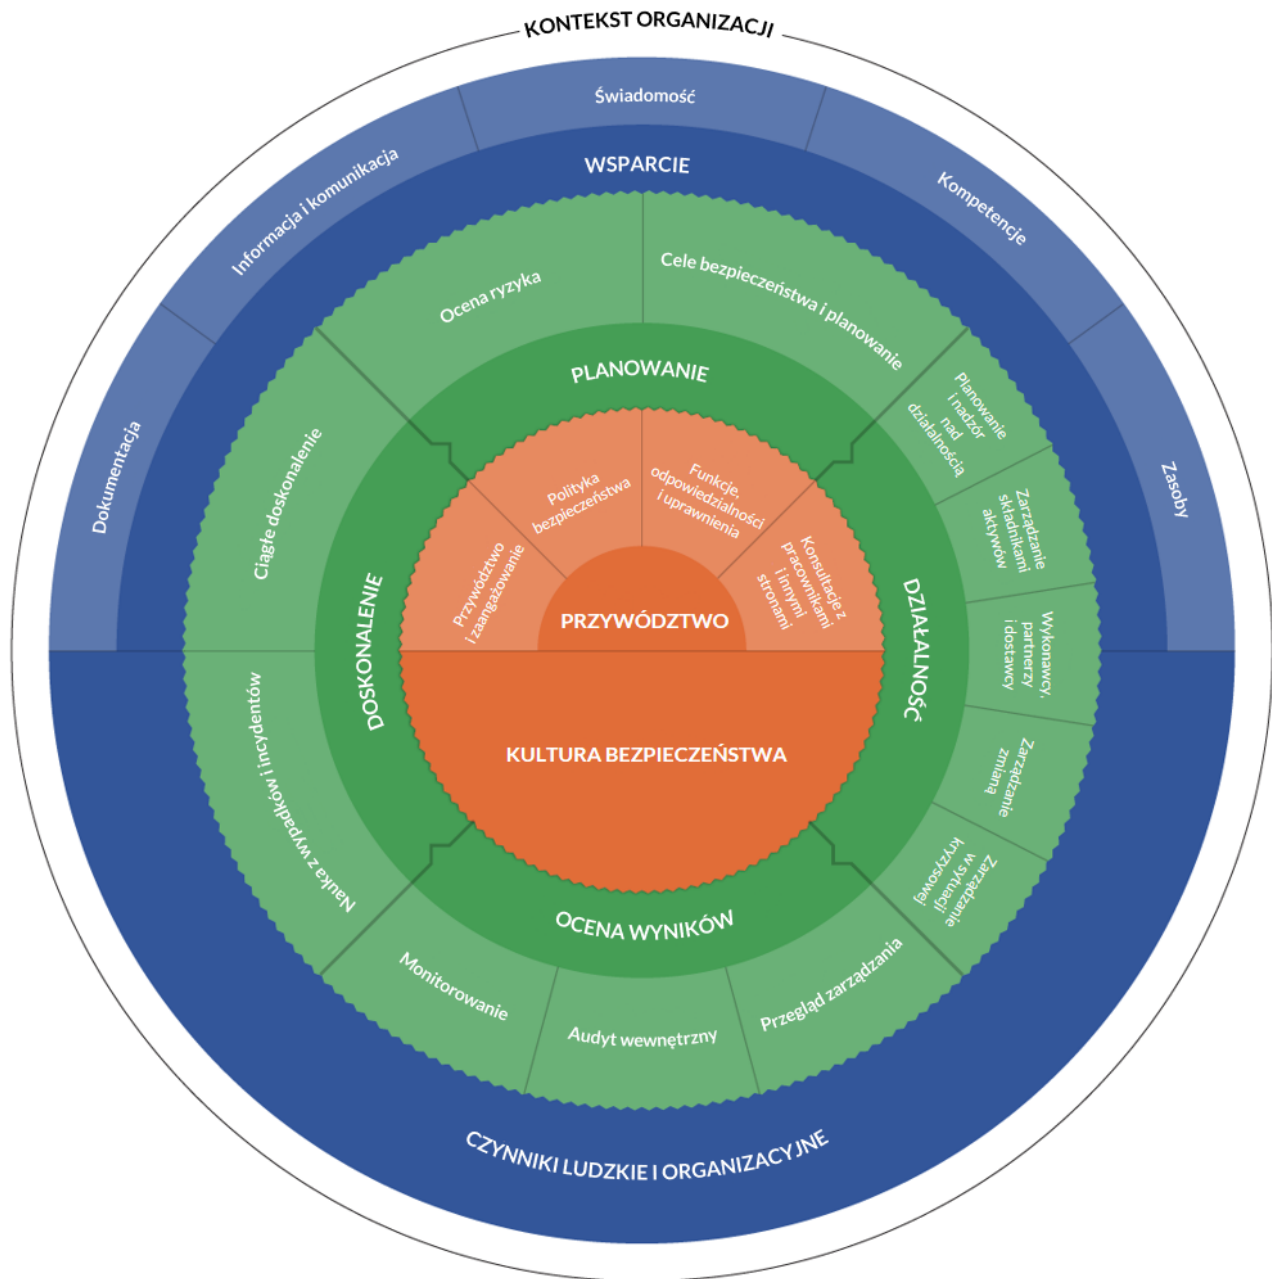 KONTEKST ORGANIZACJI
Świadomość
Informacja i komunikacja
Kompetencje
Dokumentacja
Zasoby
WSPARCIE
Ocena ryzyka
Cele bezpieczeństwa i planowanie
PLANOWANIE
Planowanie
i nadzór
nad
działalnością
Zarządzanie
składnikami
aktywów
Wykonawcy,
partnerzy
i dostawcy
Zarządzanie
zmianą
Zarządzanie
w sytuacji
kryzysowej
DZIAŁALNOŚĆ
Przegląd zarządzania
Audyt wewnętrzny
Monitorowanie
OCENA WYNIKÓW
Nauka z wypadków i incydentów
Ciągłe doskonalenie
DOSKONALENIE
Przywództwo
i zaangażowanie
Polityka
bezpieczeństwa
Funkcje,
odpowiedzialności
i uprawnienia
Konsultacje z
pracownikami
i innymi
stronami
PRZYWÓDZTWO
KULTURA BEZPIECZEŃSTWA
CZYNNIKI LUDZKIE I ORGANIZACYJNE